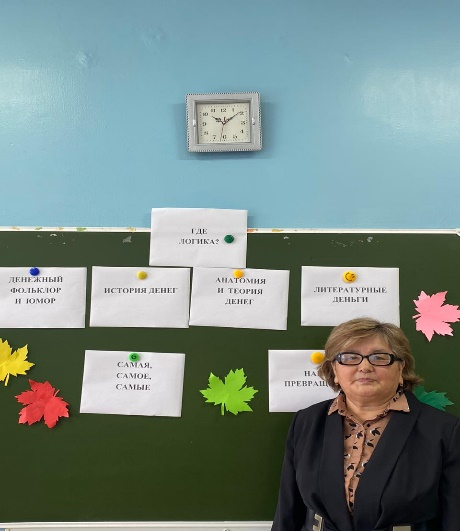 ГДЕ
ЛОГИКА?
ДЕНЕЖНЫЙ
ФОЛЬКЛОР
И ЮМОР
ИСТОРИЯ ДЕНЕГ
АНАТОМИЯ
И ТЕОРИЯ
ДЕНЕГ
ЛИТЕРАТУРНЫЕ
ДЕНЬГИ
САМАЯ,
САМОЕ,
САМЫЕ